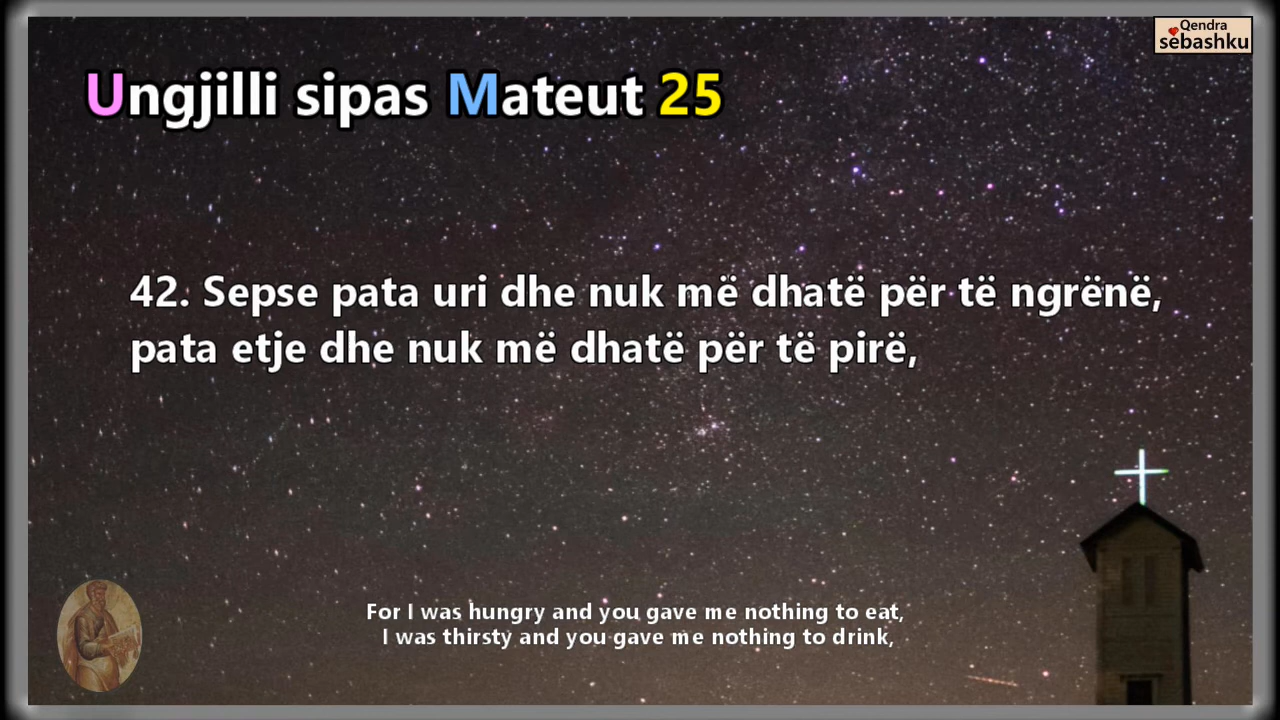 Qendra
sëbashku
Ungjilli sipas Mateut 25
42. Sepse pata uri dhe nuk më dhatë për të ngrënë,
pata etje dhe nuk më dhatë për të pirë,
For I was hungry and you gave me nothing to eat,
I was thirsty and you gave me nothing to drink,